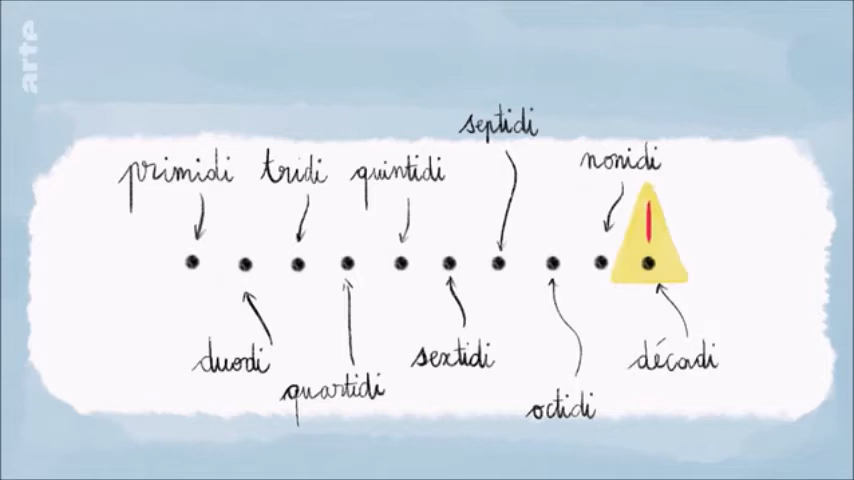 arte
septidi
primidi tridi quintidi nonidi
!
duodi sextidi décadi
quartidi
octidi